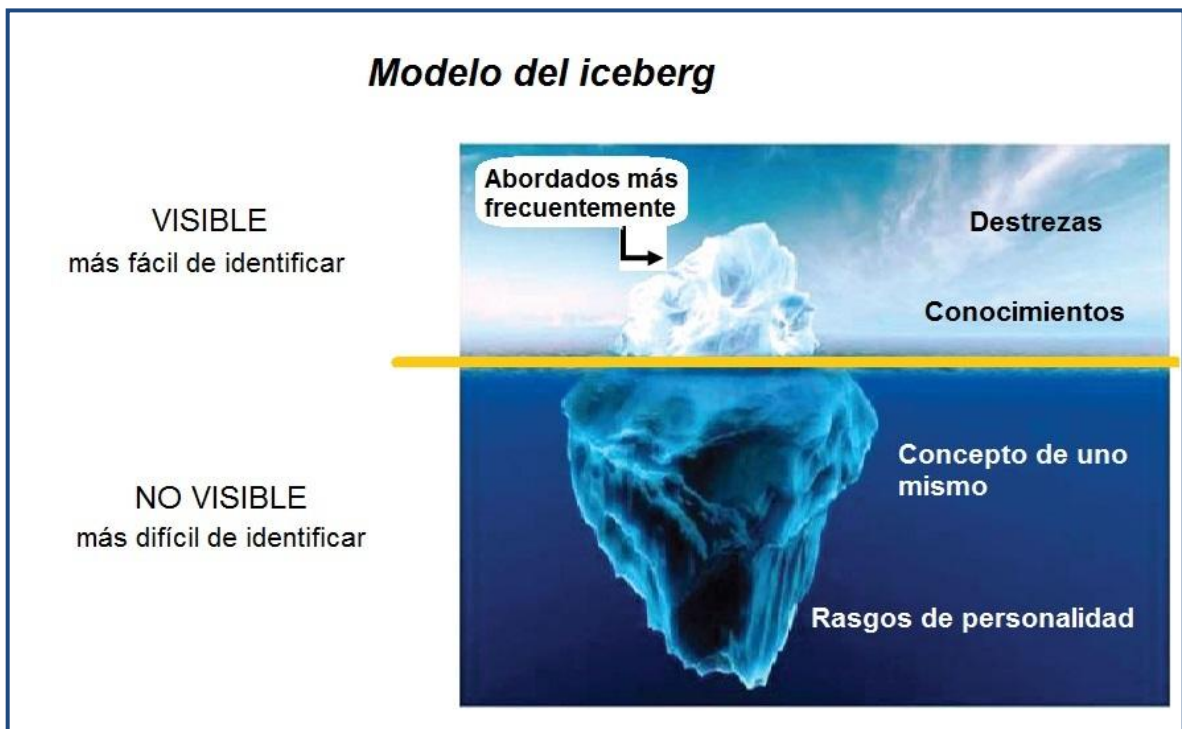 Modelo del iceberg
Abordados más
frecuentemente
VISIBLE
más fácil de identificar
Destrezas
Conocimientos
NO VISIBLE
más difícil de identificar
Concepto de uno
mismo
Rasgos de personalidad